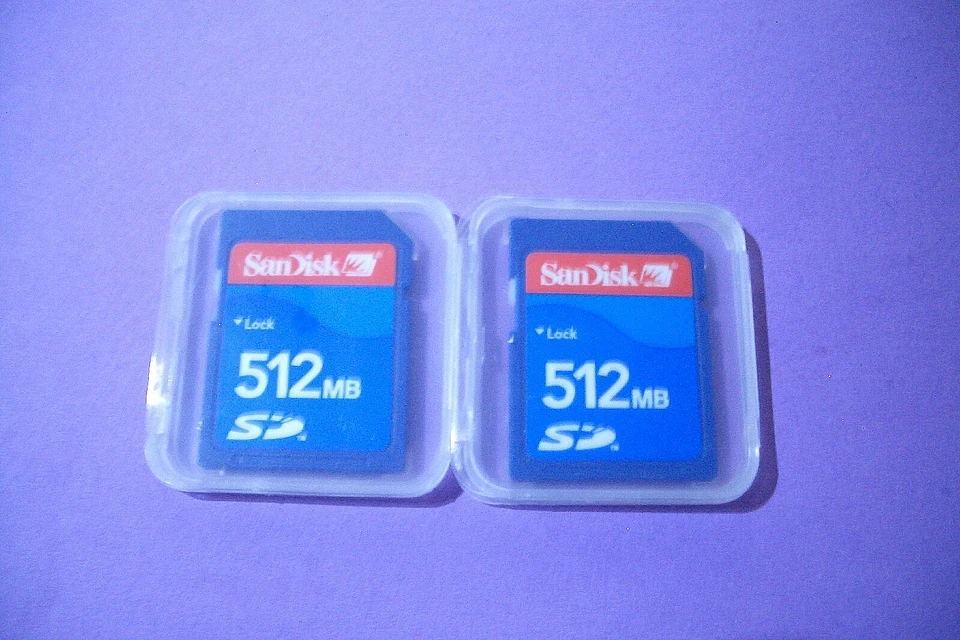 SanDisk
Lock
512MB
SD
SanDisk
Lock
512MB
SD